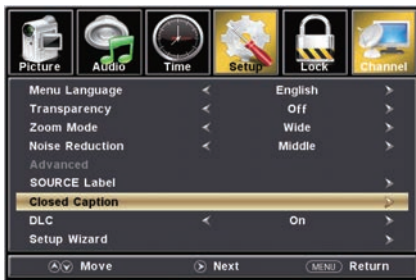 Picture Audio Time Setup Lock Channel
Menu Language English
Transparency Off
Zoom Mode Wide
Noise Reduction Middle
Advanced
SOURCE Label
Closed Caption
DLC On
Setup Wizard
Move Next MENU Return